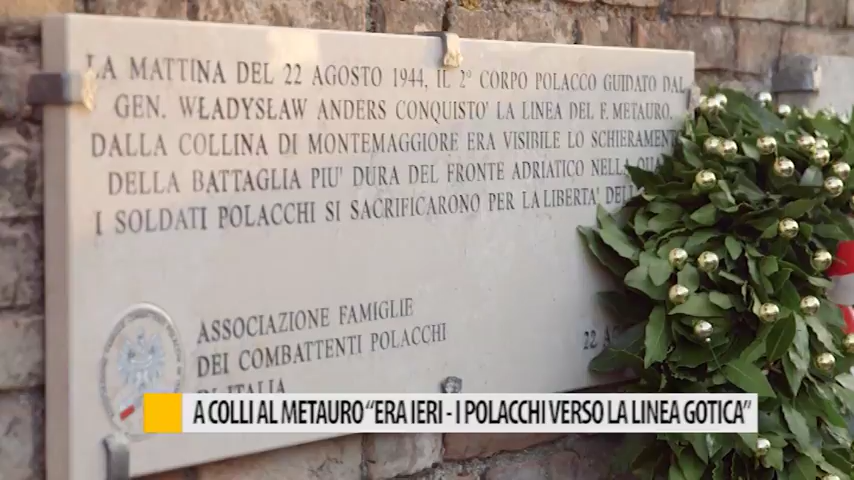 LA MATTINA DEL 22 AGOSTO 1944, IL 2° CORPO POLACCO GUIDATO DAL
GEN. WŁADYSŁAW ANDERS CONQUISTO' LA LINEA DEL F. METAURO.
DALLA COLLINA DI MONTEMAGGIORE ERA VISIBILE LO SCHIERAMENTO
DELLA BATTAGLIA PIU' DURA DEL FRONTE ADRIATICO NELLA
I SOLDATI POLACCHI SI SACRIFICARONO PER LA LIBERTA'
ASSOCIAZIONE FAMIGLIE
DEI COMBATTENTI POLACCHI
DI ITALIA
22
A COLLI AL METAURO "ERA IERI - I POLACCHI VERSO LA LINEA GOTICA"